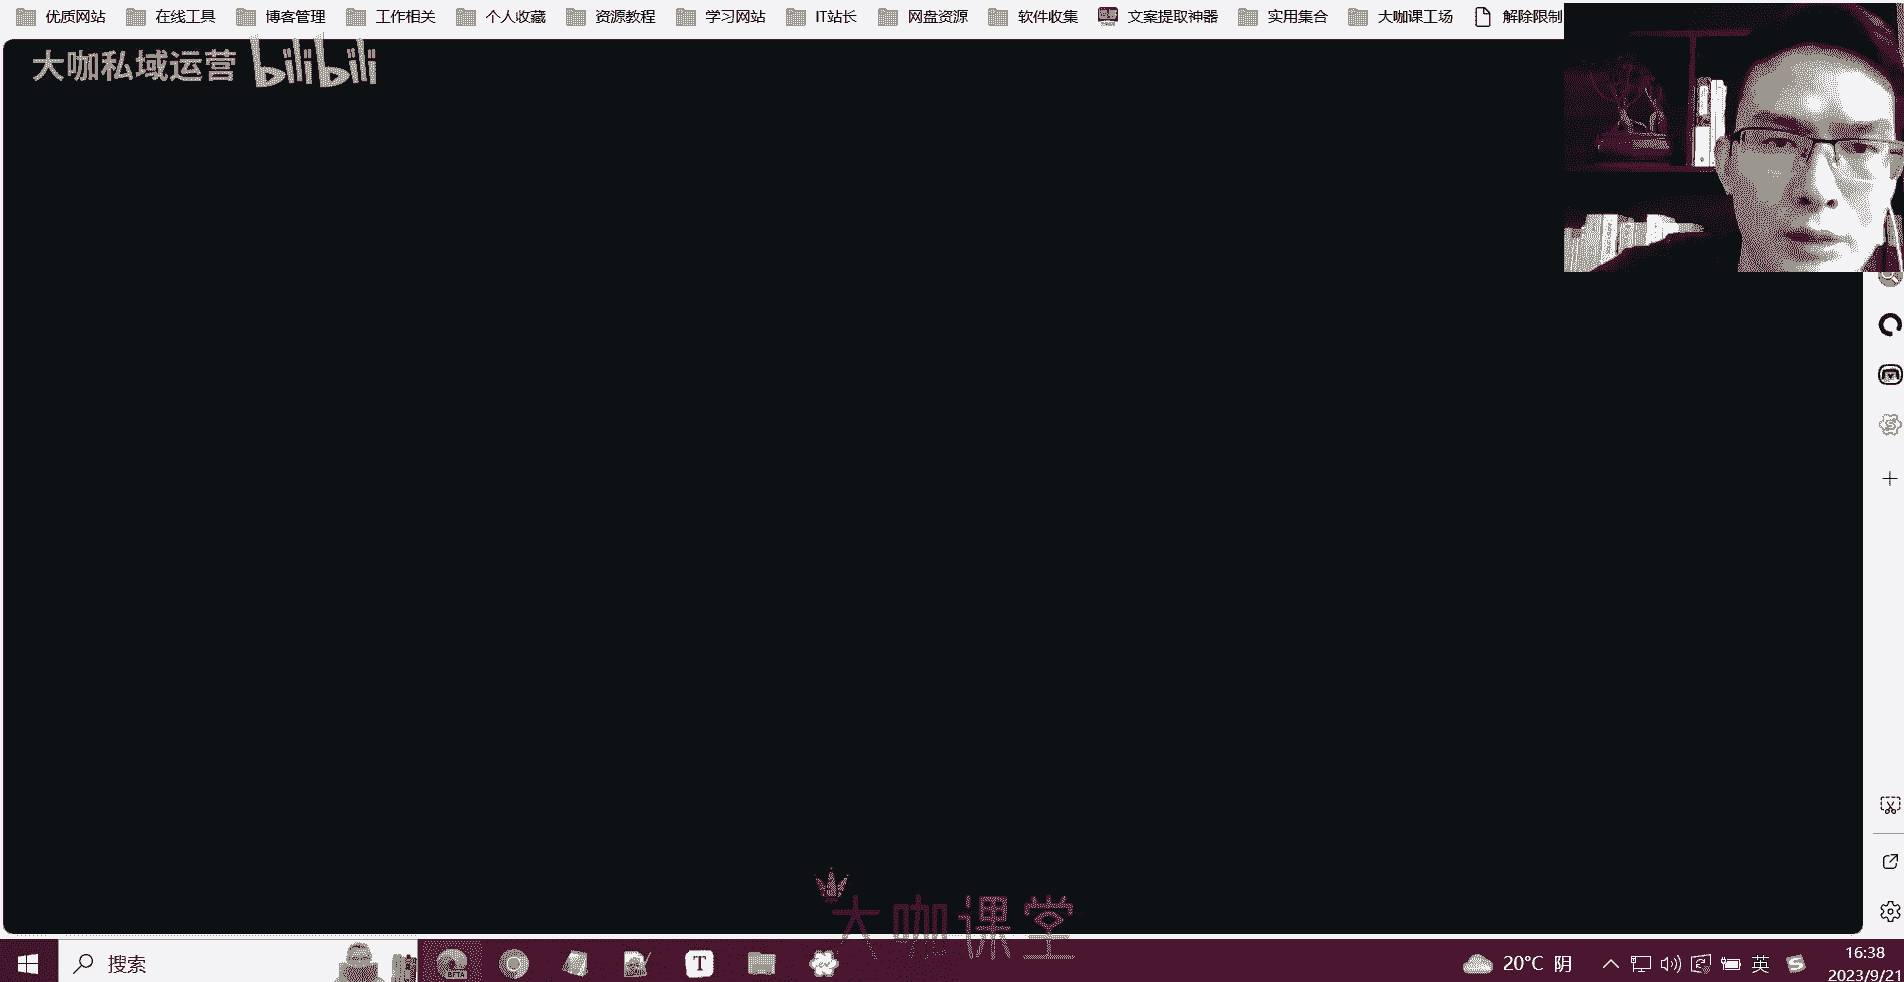 优质网站 在线工具 博客管理 工作相关 个人收藏 资源教程 学习网站 IT站长 网盘资源 软件收集 文案提取神器 实用集合 大咖课工场 解除限制
大咖私域运营 bilibili
大咖课堂
搜索
BETA
T
20°C 阴
英
16:38
2023/9/21